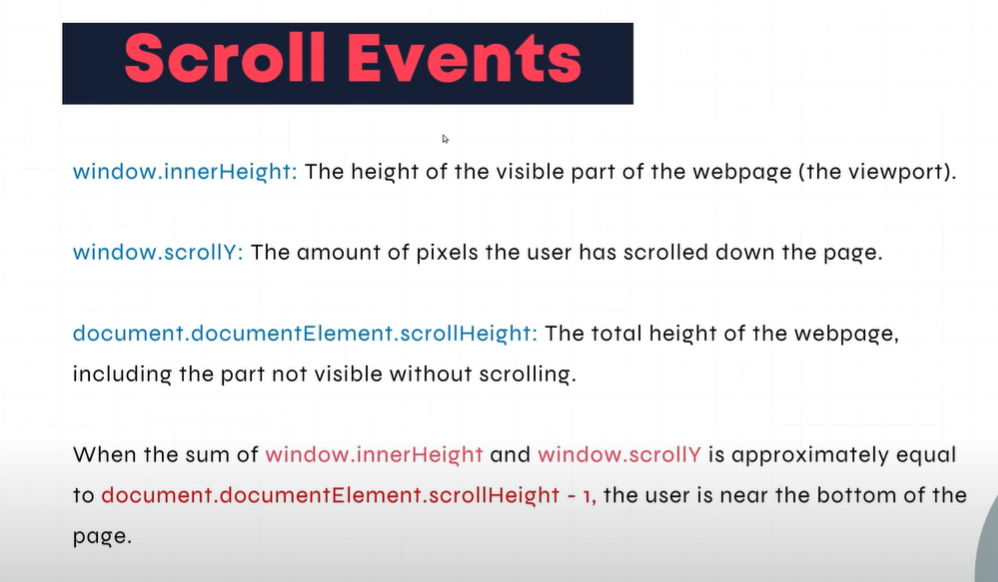 Scroll Events
window.innerHeight: The height of the visible part of the webpage (the viewport).
window.scrollY: The amount of pixels the user has scrolled down the page.
document.documentElement.scrollHeight: The total height of the webpage,
including the part not visible without scrolling.
When the sum of window.innerHeight and window.scrollY is approximately equal
to document.documentElement.scrollHeight - 1, the user is near the bottom of the
page.